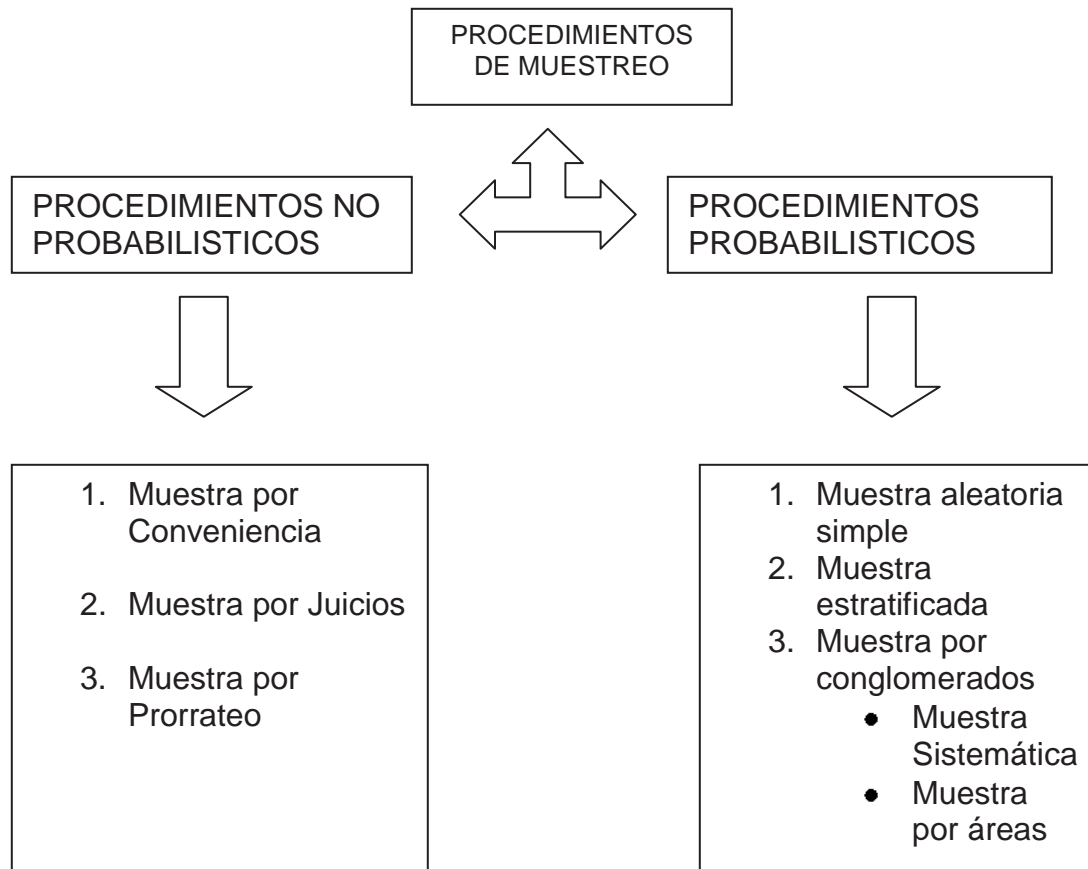 PROCEDIMIENTOS
DE MUESTREO
PROCEDIMIENTOS NO
PROBABILISTICOS
PROCEDIMIENTOS
PROBABILISTICOS
1. Muestra por
Conveniencia
2. Muestra por Juicios
3. Muestra por
Prorrateo
1. Muestra aleatoria
simple
2. Muestra
estratificada
3. Muestra por
conglomerados
● Muestra
Sistemática
● Muestra
por áreas